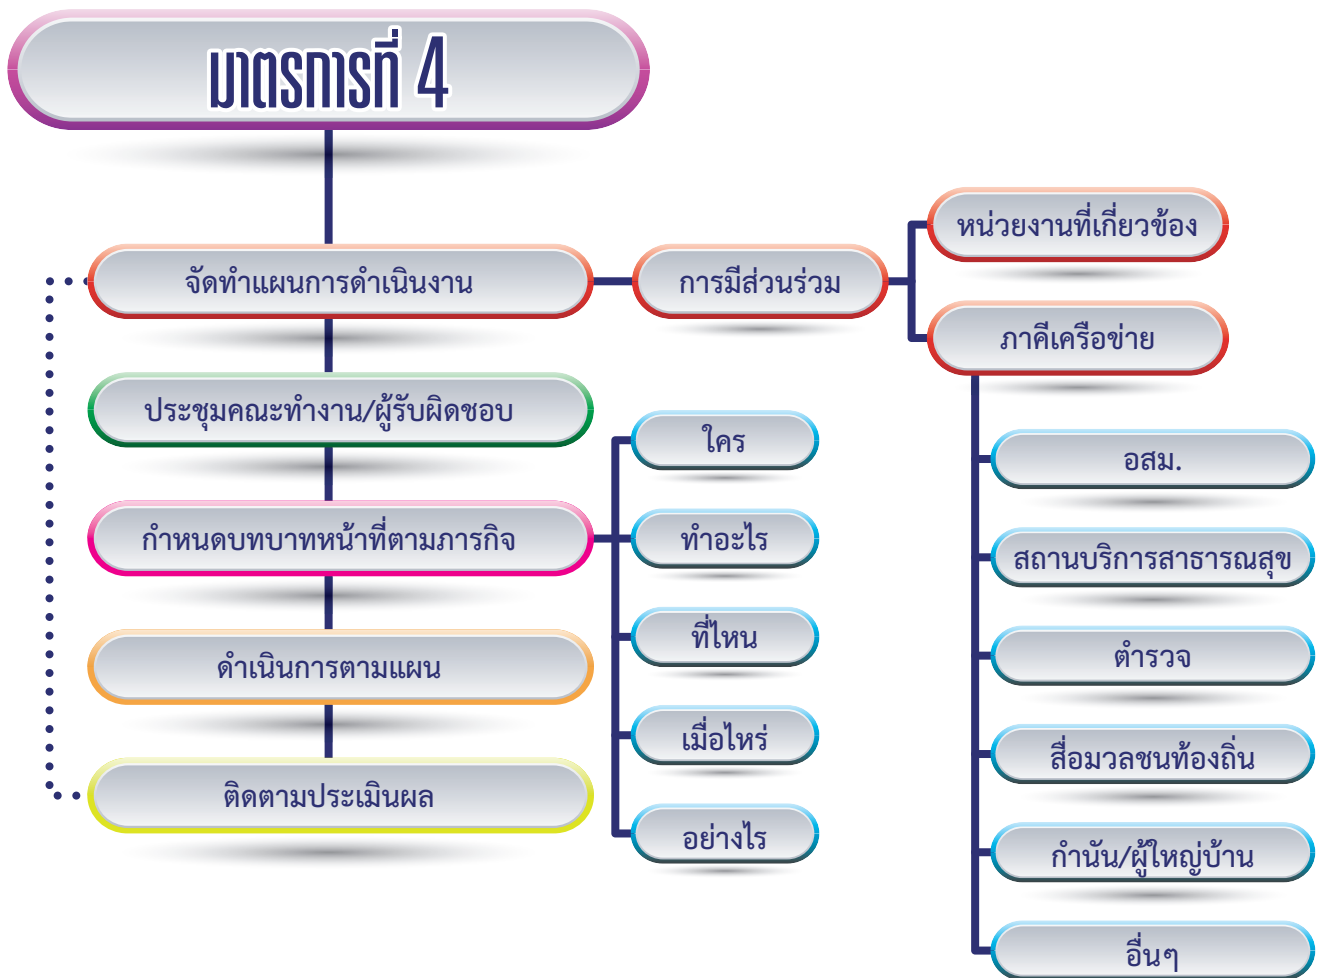 มาตรการที่ 4
จัดทำแผนการดำเนินงาน
การมีส่วนร่วม
หน่วยงานที่เกี่ยวข้อง
ภาคีเครือข่าย
อสม.
สถานบริการสาธารณสุข
ตำรวจ
สื่อมวลชนท้องถิ่น
กำนัน/ผู้ใหญ่บ้าน
อื่นๆ
ประชุมคณะทำงาน/ผู้รับผิดชอบ
กำหนดบทบาทหน้าที่ตามภารกิจ
ใคร
ทำอะไร
ที่ไหน
เมื่อไหร่
อย่างไร
ดำเนินการตามแผน
ติดตามประเมินผล